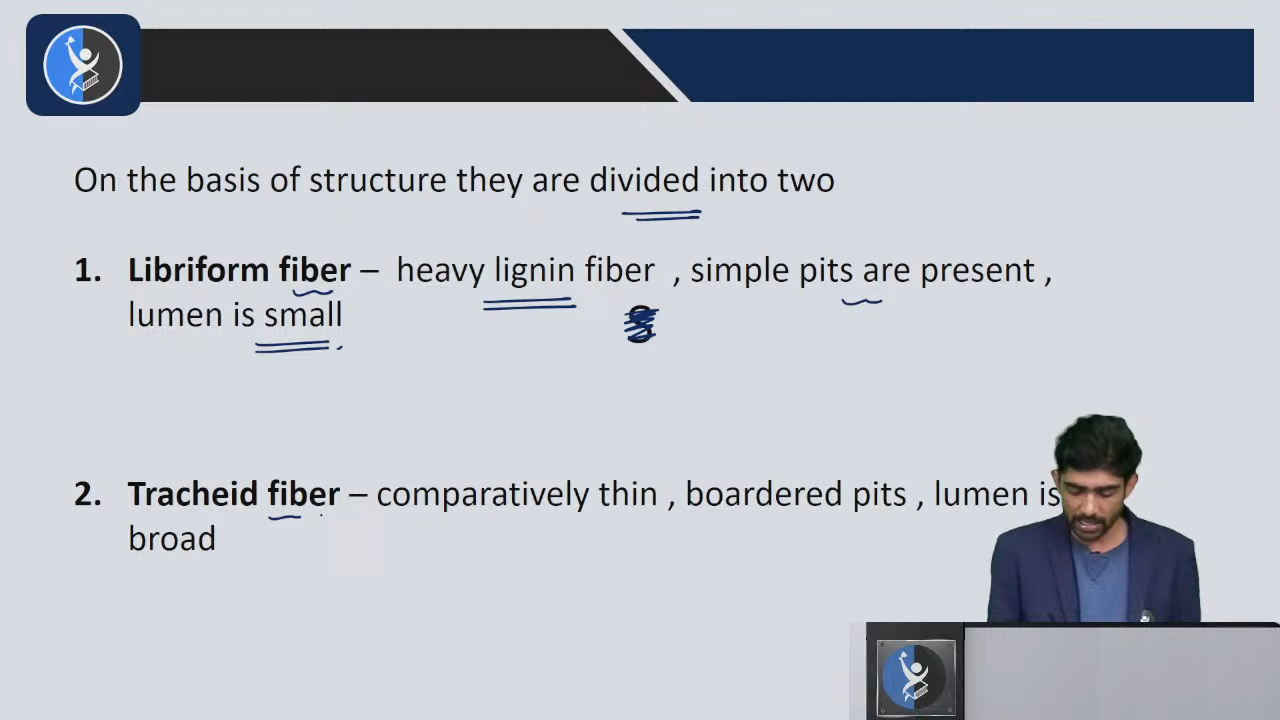 On the basis of structure they are divided into two
1. Libriform fiber – heavy lignin fiber , simple pits are present ,
lumen is small
2. Tracheid fiber – comparatively thin , boardered pits , lumen is
broad